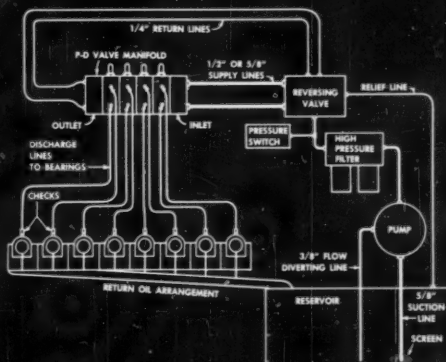 1/4" RETURN LINES
P-D VALVE MANIFOLD
1/2" OR 5/8"
SUPPLY LINES
REVERSING
VALVE
RELIEF LINE
OUTLET
INLET
PRESSURE
SWITCH
HIGH
PRESSURE
FILTER
DISCHARGE
LINES
TO BEARINGS
CHECKS
PUMP
3/8" FLOW
DIVERTING LINE
RETURN OIL ARRANGEMENT
RESERVOIR
5/8"
SUCTION
LINE
SCREEN